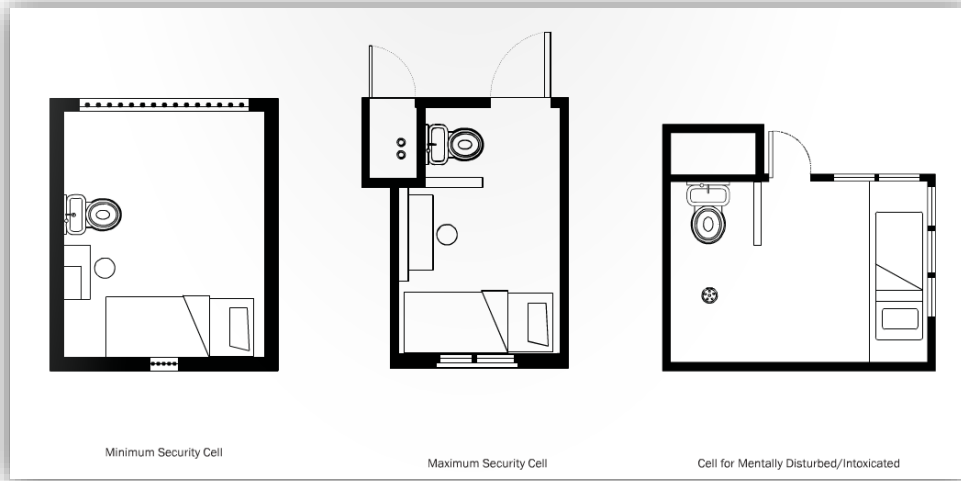 Minimum Security Cell
Maximum Security Cell
Cell for Mentally Disturbed/Intoxicated